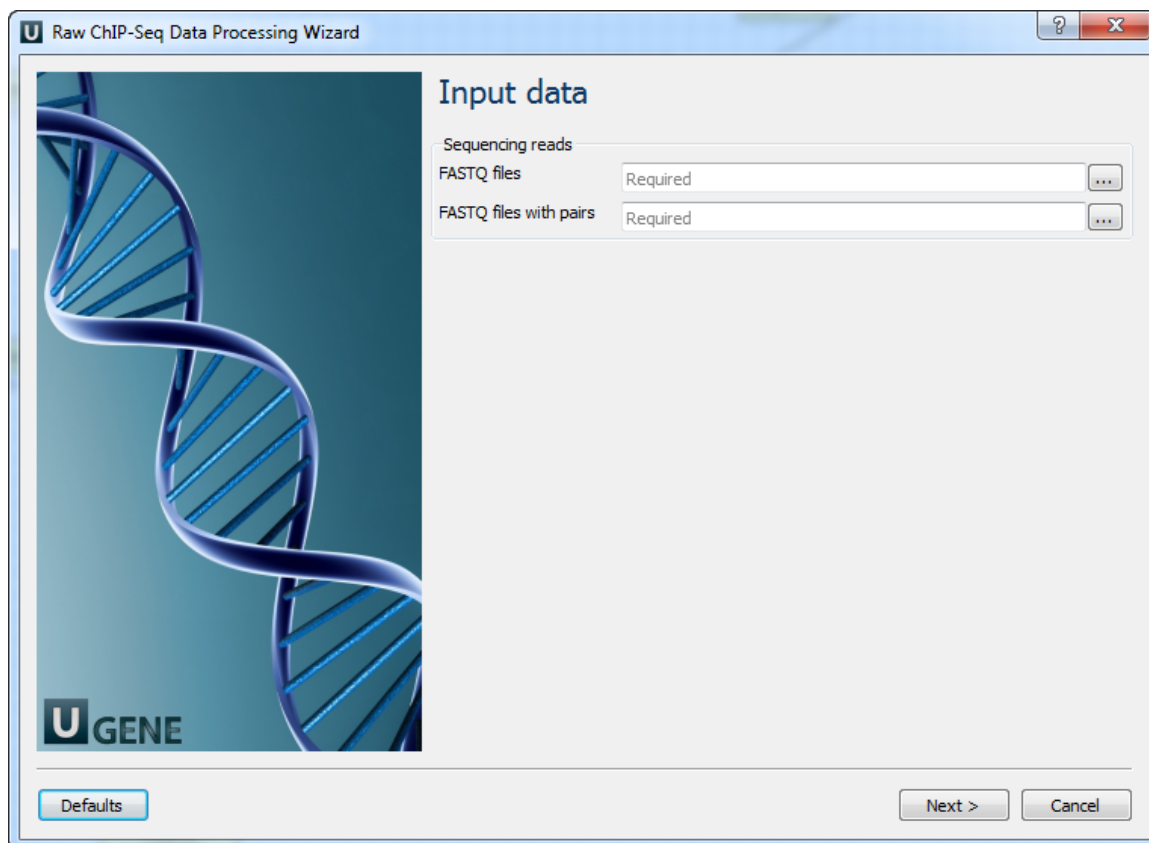 U Raw ChIP-Seq Data Processing Wizard
? X
Input data
Sequencing reads
FASTQ files Required ...
FASTQ files with pairs Required ...
U GENE
Defaults Next > Cancel